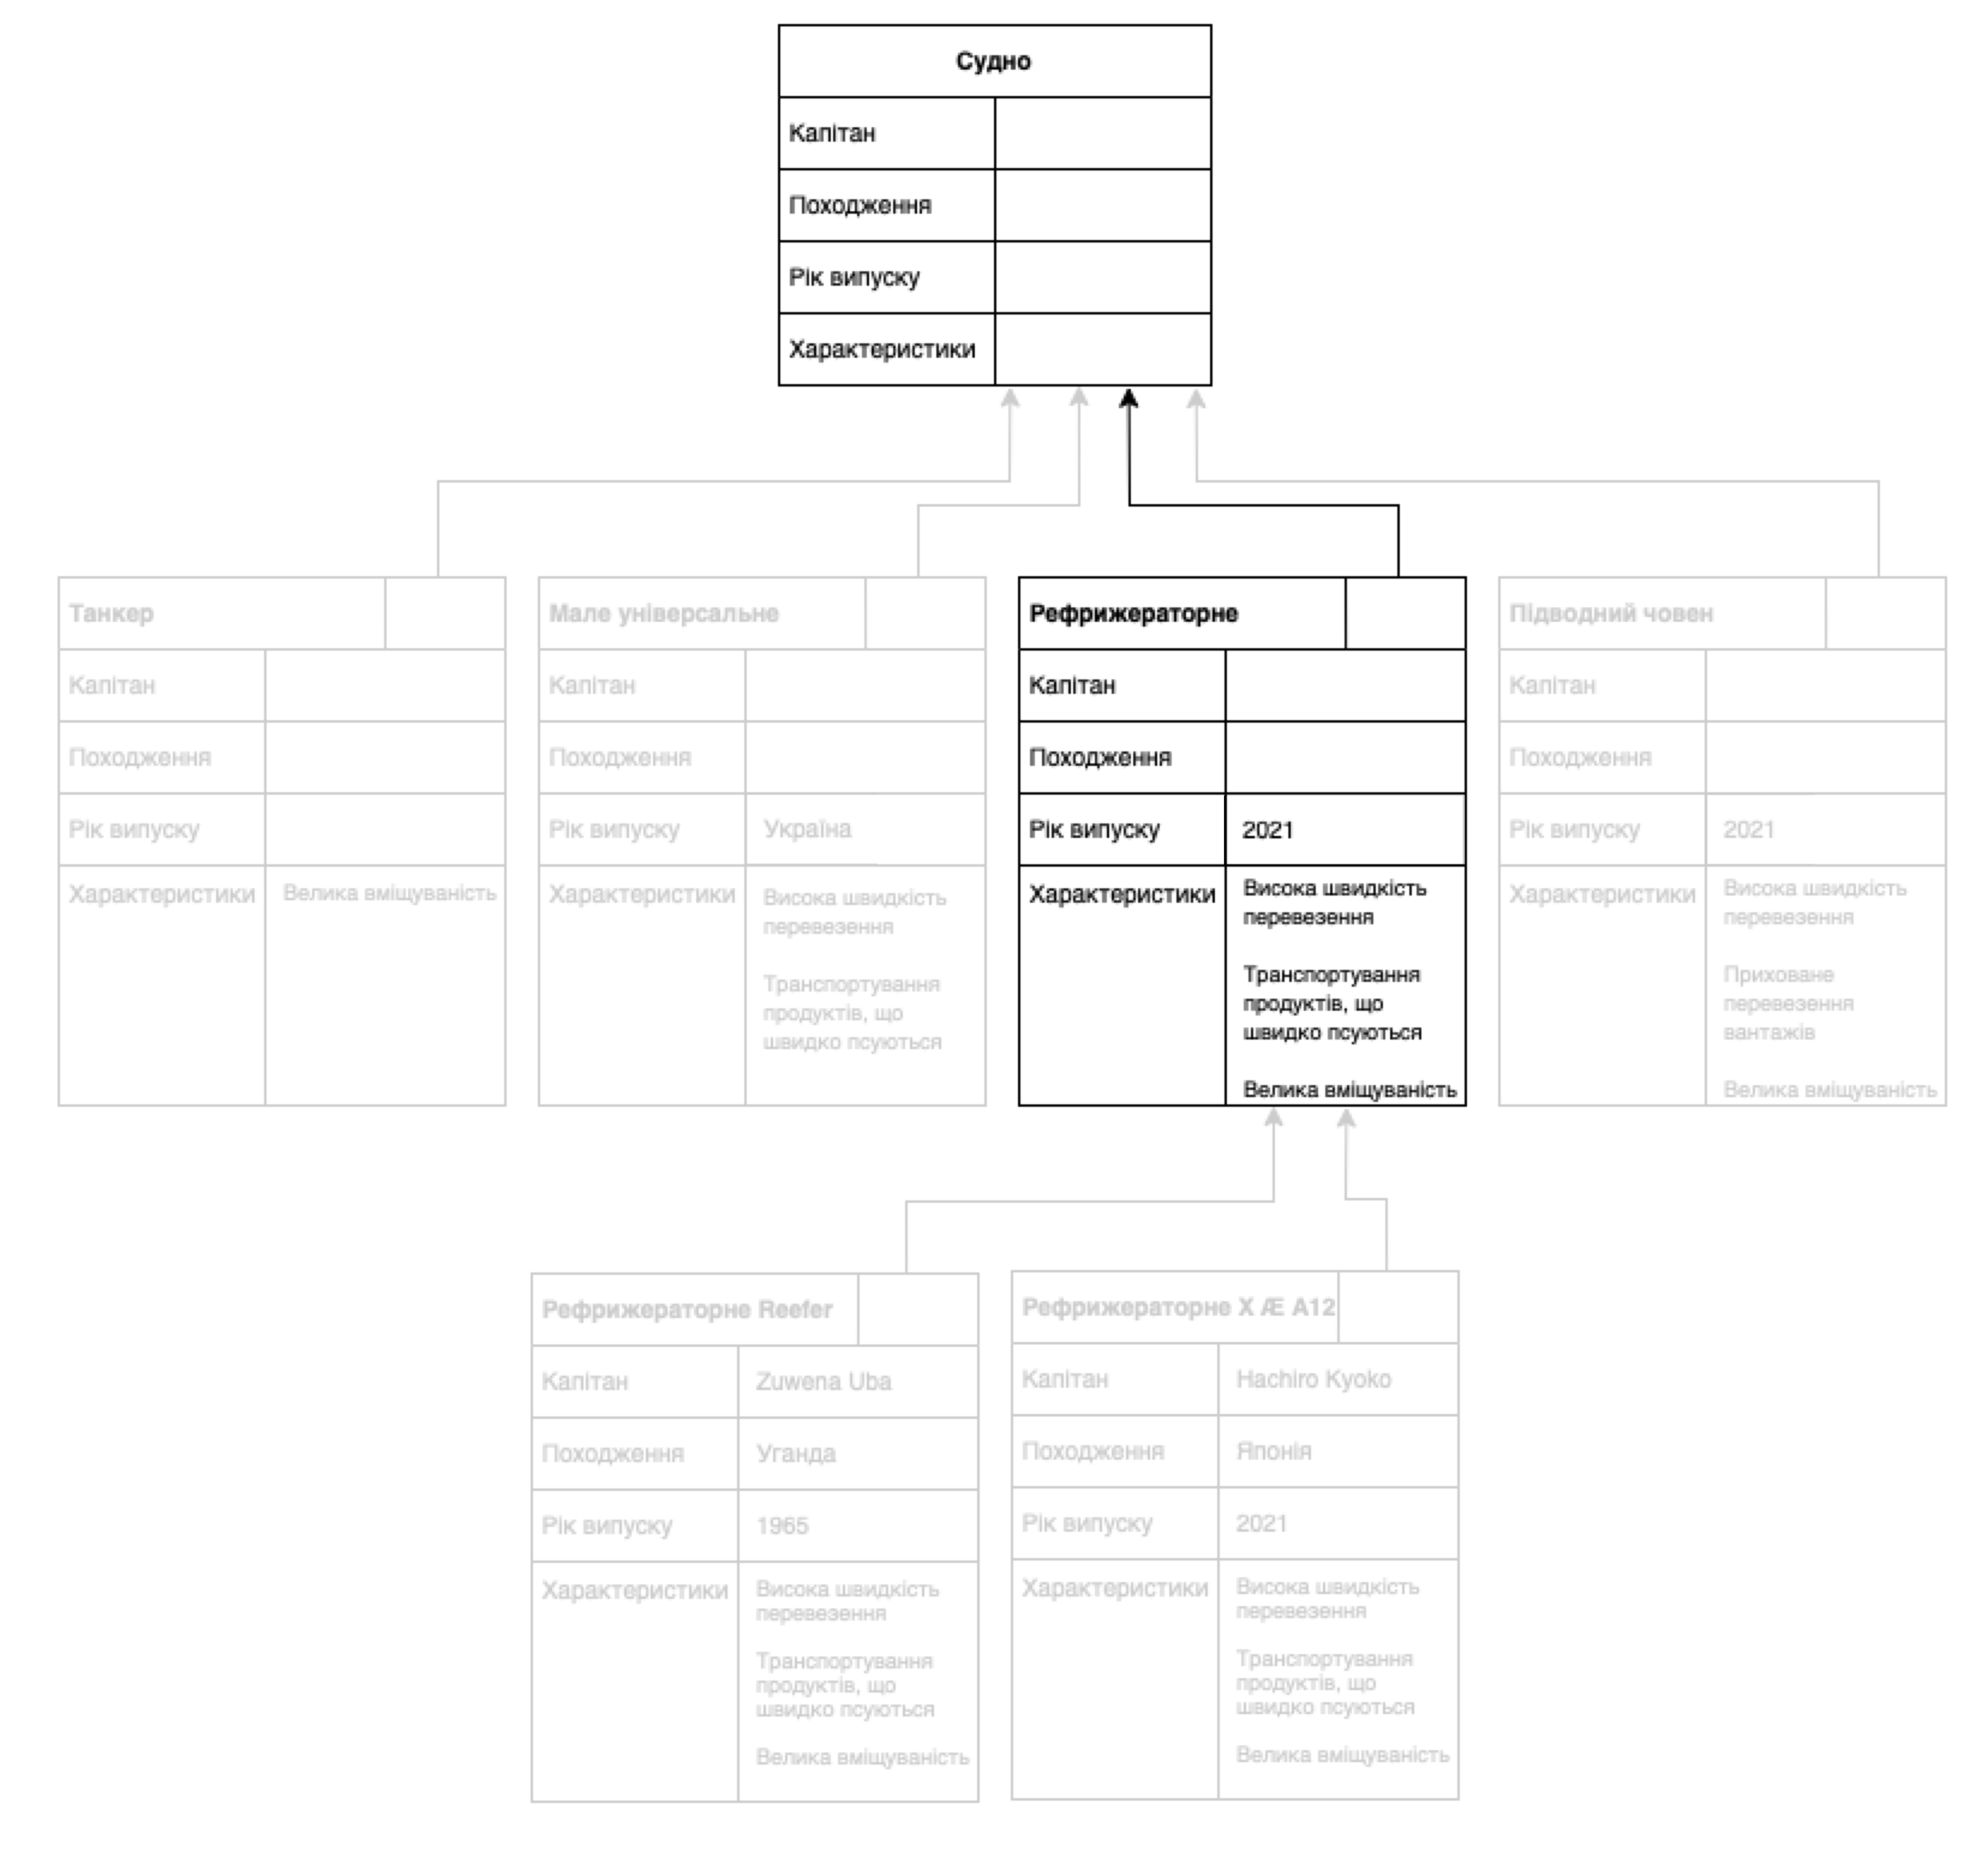 Судно
Капітан
Походження
Рік випуску
Характеристики
Танкер
Капітан
Походження
Рік випуску
Характеристики
Велика вміщуваність
Мале універсальне
Капітан
Походження
Рік випуску
Україна
Характеристики
Висока швидкість
перевезення
Транспортування
продуктів, що
швидко псуються
Рефрижераторне
Капітан
Походження
Рік випуску
2021
Характеристики
Висока швидкість
перевезення
Транспортування
продуктів, що
швидко псуються
Велика вміщуваність
Підводний човен
Капітан
Походження
Рік випуску
2021
Характеристики
Висока швидкість
перевезення
Приховане
перевезення
вантажів
Велика вміщуваність
Рефрижераторне Reefer
Капітан
Zuwena Uba
Походження
Уганда
Рік випуску
1965
Характеристики
Висока швидкість
перевезення
Транспортування
продуктів, що
швидко псуються
Велика вміщуваність
Рефрижераторне X Æ A12
Капітан
Hachiro Kyoko
Походження
Японія
Рік випуску
2021
Характеристики
Висока швидкість
перевезення
Транспортування
продуктів, що
швидко псуються
Велика вміщуваність